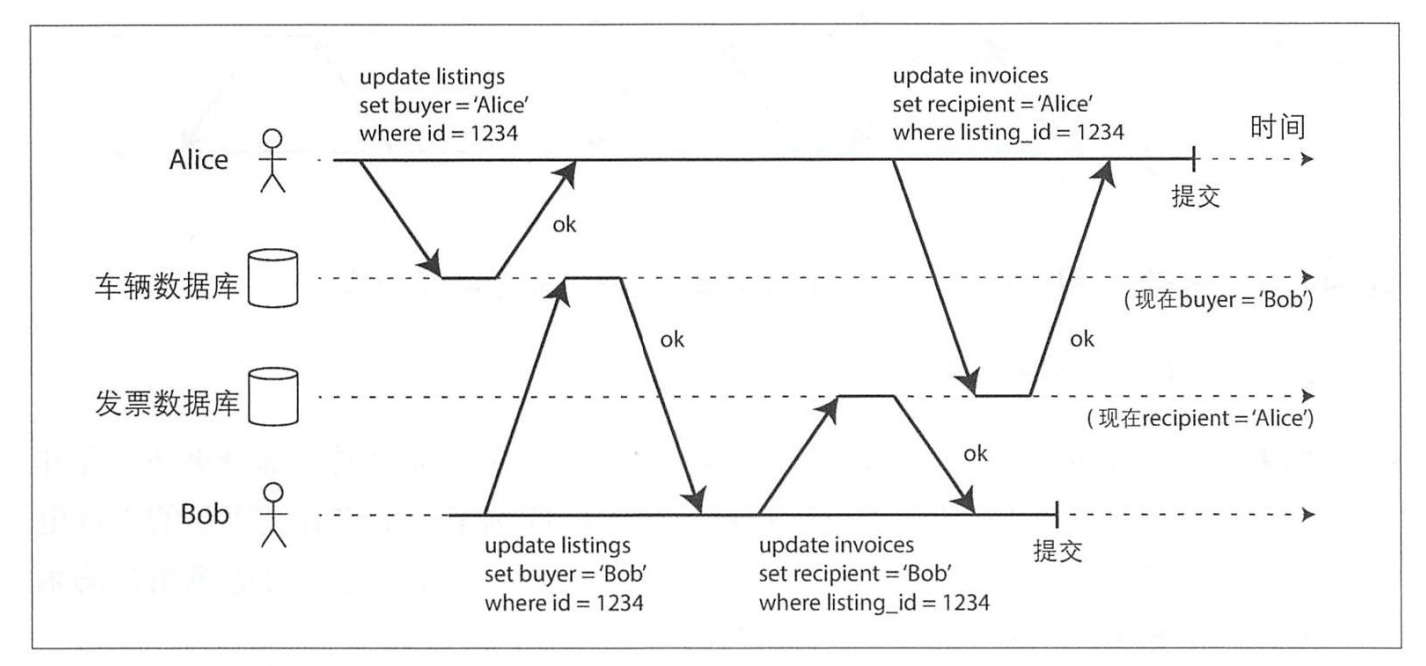 update listings
set buyer = 'Alice'
where id = 1234
update invoices
set recipient = 'Alice'
where listing_id = 1234
时间
Alice
提交
ok
车辆数据库
(现在buyer = 'Bob')
ok
ok
发票数据库
(现在recipient = 'Alice')
ok
Bob
提交
update listings
set buyer = 'Bob'
where id = 1234
update invoices
set recipient = 'Bob'
where listing_id = 1234